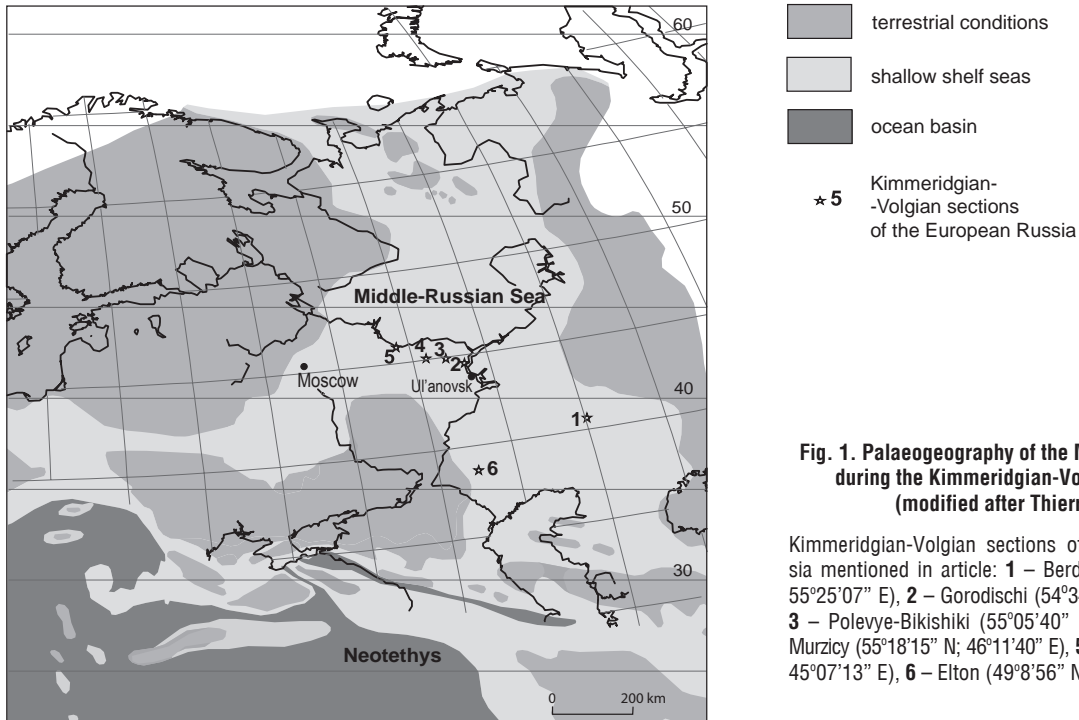 60
50
40
30
Middle-Russian Sea
5
4
3
2
Moscow
Ul'anovsk
1
6
Neotethys
0 200 km
terrestrial conditions
shallow shelf seas
ocean basin
5 Kimmeridgian-
-Volgian sections
of the European Russia
Fig. 1. Palaeogeography of the
during the Kimmeridgian-Vo
(modified after Thierr
Kimmeridgian-Volgian sections of
sia mentioned in article: 1 – Berd
55°25'07” E), 2 – Gorodischi (54°3
3 – Polevye-Bikishiki (55°05'40”
Murzicy (55°18'15” N; 46°11'40 E), 5
45°07'13” E), 6 – Elton (49°8'56” N